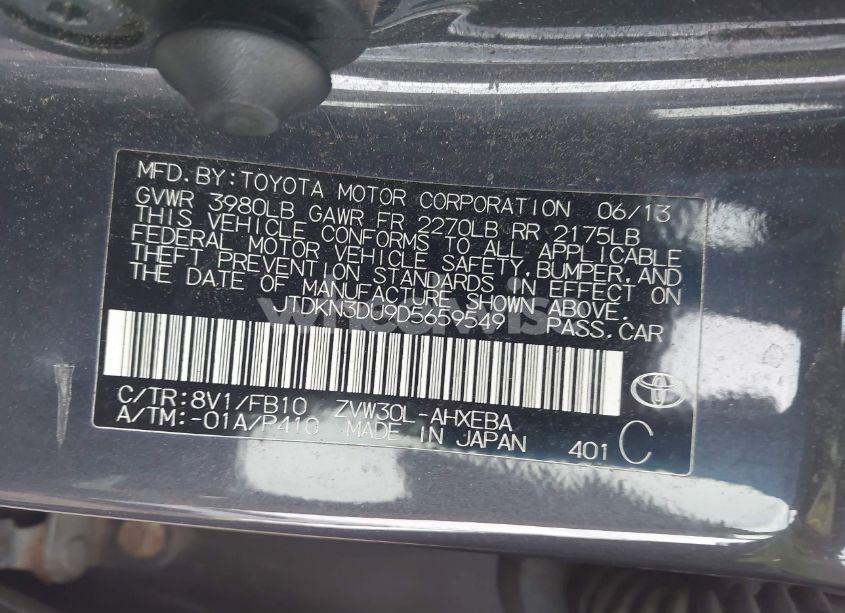 MFD. BY: TOYOTA MOTOR CORPORATION 06/13
GVWR 3980LB GAWR FR 2270LB RR 2175LB
THIS VEHICLE CONFORMS TO ALL APPLICABLE
FEDERAL MOTOR VEHICLE SAFETY, BUMPER, AND
THEFT PREVENTION STANDARDS IN EFFECT ON
THE DATE OF MANUFACTURE SHOWN ABOVE.
JTDKN3DU9D5659549 PASS. CAR
C/TR: 8V1/FB10 ZVW30L-AHXEBA
A/TM: -01A/P410 MADE IN JAPAN 401 C